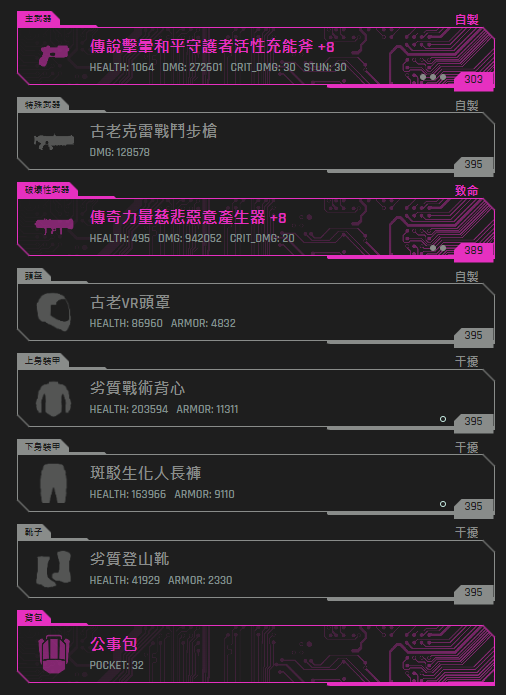 主武器
自製
傳說擊暈和平守護者活性充能斧 +8
HEALTH: 1064 DMG: 272601 CRIT_DMG: 30 STUN: 30
303
特殊武器
自製
古老克雷戰鬥步槍
DMG: 128578
395
破壞性武器
致命
傳奇力量慈悲惡意產生器 +8
HEALTH: 495 DMG: 942052 CRIT_DMG: 20
389
頭盔
自製
古老VR頭罩
HEALTH: 86960 ARMOR: 4832
395
上身裝甲
干擾
劣質戰術背心
HEALTH: 203594 ARMOR: 11311
395
下身裝甲
干擾
斑駁生化人長褲
HEALTH: 163966 ARMOR: 9110
395
靴子
干擾
劣質登山靴
HEALTH: 41929 ARMOR: 2330
395
背包
公事包
POCKET: 32